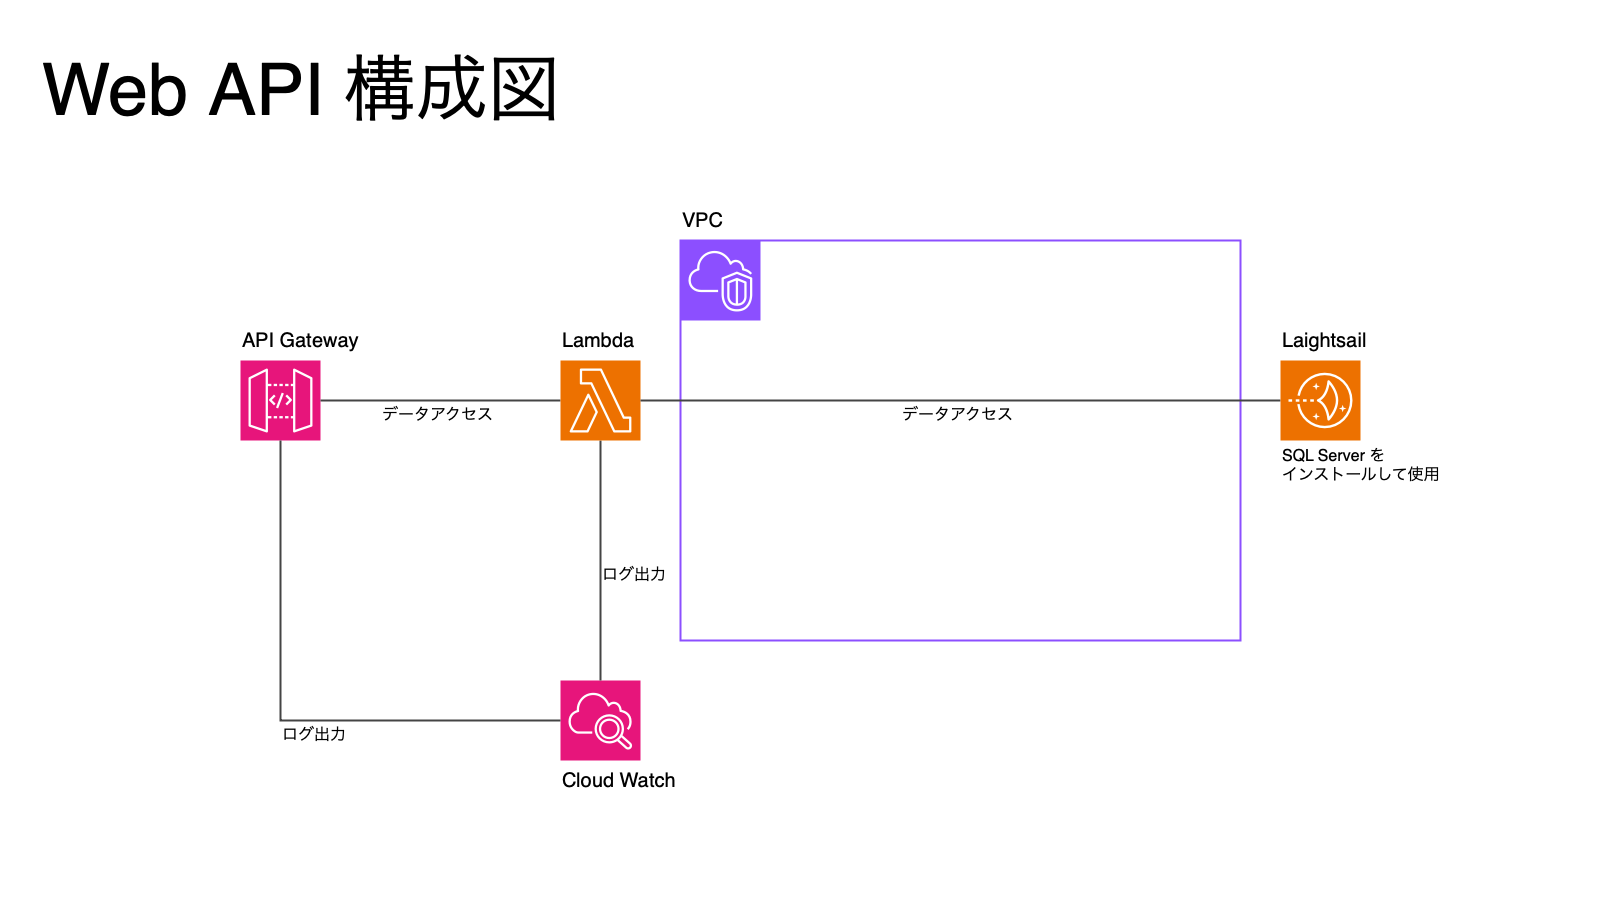 Web API 構成図
VPC
API Gateway
Lambda
Laightsail
データアクセス
データアクセス
SQL Server を
インストールして使用
ログ出力
ログ出力
Cloud Watch